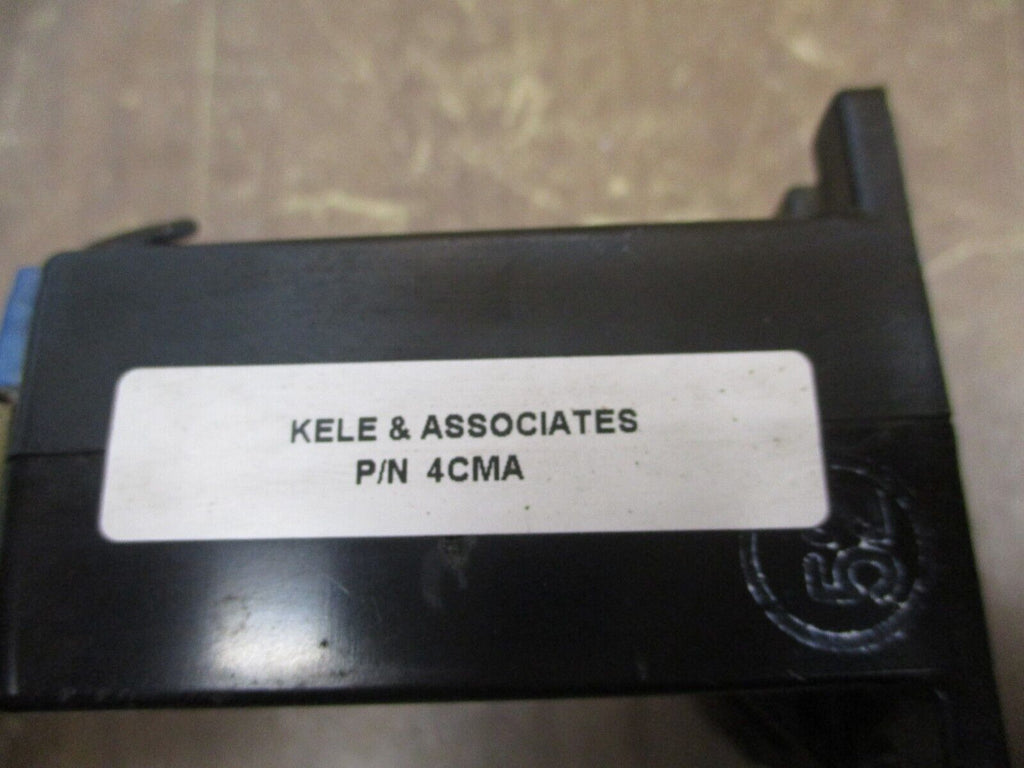 KELE & ASSOCIATES
P/N 4CMA